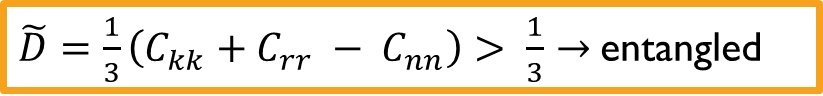 D̃ = 1/3 (C_kk + C_rr − C_nn) > 1/3 → entangled